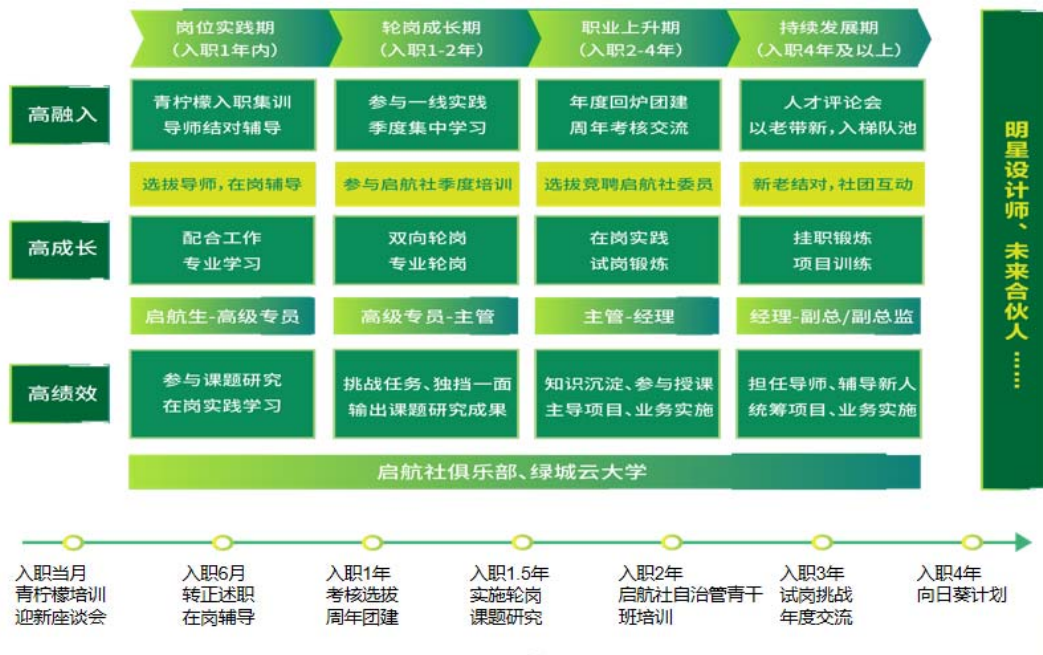 岗位实践期
(入职1年内)
轮岗成长期
(入职1-2年)
职业上升期
(入职2-4年)
持续发展期
(入职4年及以上)
高融入
青柠檬入职集训
导师结对辅导
参与一线实践
季度集中学习
年度回炉团建
周年考核交流
人才评论会
以老带新,入梯队池
选拔导师,在岗辅导
参与启航社季度培训
选拔竞聘启航社委员
新老结对,社团互动
高成长
配合工作
专业学习
双向轮岗
专业轮岗
在岗实践
试岗锻炼
挂职锻炼
项目训练
启航生-高级专员
高级专员-主管
主管-经理
经理-副总/副总监
高绩效
参与课题研究
在岗实践学习
挑战任务、独挡一面
输出课题研究成果
知识沉淀、参与授课
主导项目、业务实施
担任导师、辅导新人
统筹项目、业务实施
启航社俱乐部、绿城云大学
明星设计师、未来合伙人……
入职当月
青柠檬培训
迎新座谈会
入职6月
转正述职
在岗辅导
入职1年
考核选拔
周年团建
入职1.5年
实施轮岗
课题研究
入职2年
启航社自治管青干
班培训
入职3年
试岗挑战
年度交流
入职4年
向日葵计划